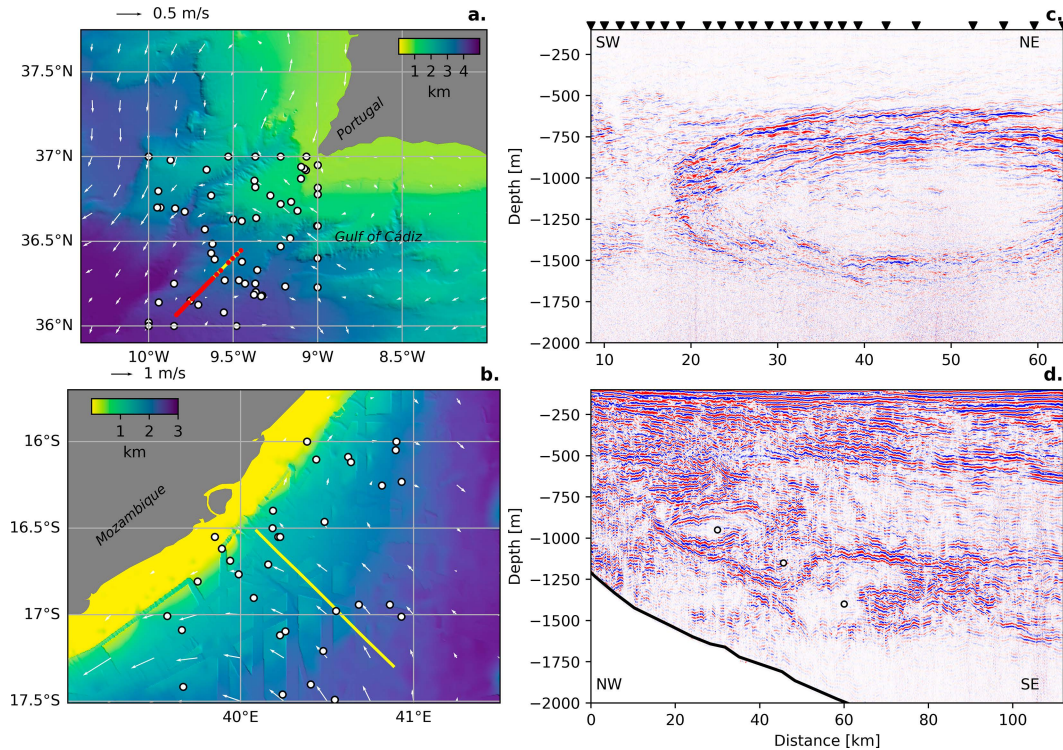 0.5 m/s
a.
37.5°N
37°N
36.5°N
36°N
1 2 3 4
km
Portugal
Gulf of Cádiz
10°W 9.5°W 9°W 8.5°W
1 m/s
b.
1 2 3
km
16°S
16.5°S
17°S
17.5°S
Mozambique
40°E 41°E
c.
SW NE
Depth [m]
−250
−500
−750
−1000
−1250
−1500
−1750
−2000
10 20 30 40 50 60
d.
Depth [m]
−250
−500
−750
−1000
−1250
−1500
−1750
−2000
NW SE
0 20 40 60 80 100
Distance [km]